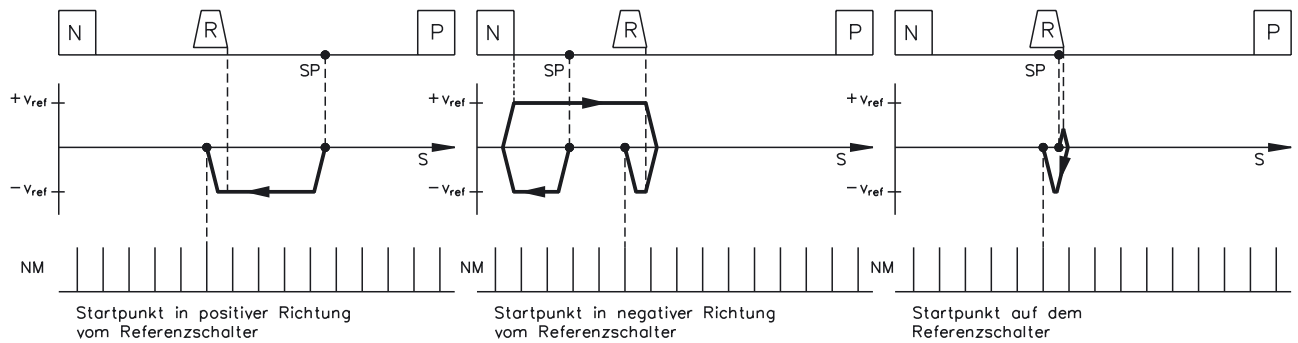 N R P
SP
+ vref
S
− vref
NM
Startpunkt in positiver Richtung
vom Referenzschalter
N R P
SP
+ vref
S
− vref
NM
Startpunkt in negativer Richtung
vom Referenzschalter
N R P
SP
+ vref
S
− vref
NM
Startpunkt auf dem
Referenzschalter